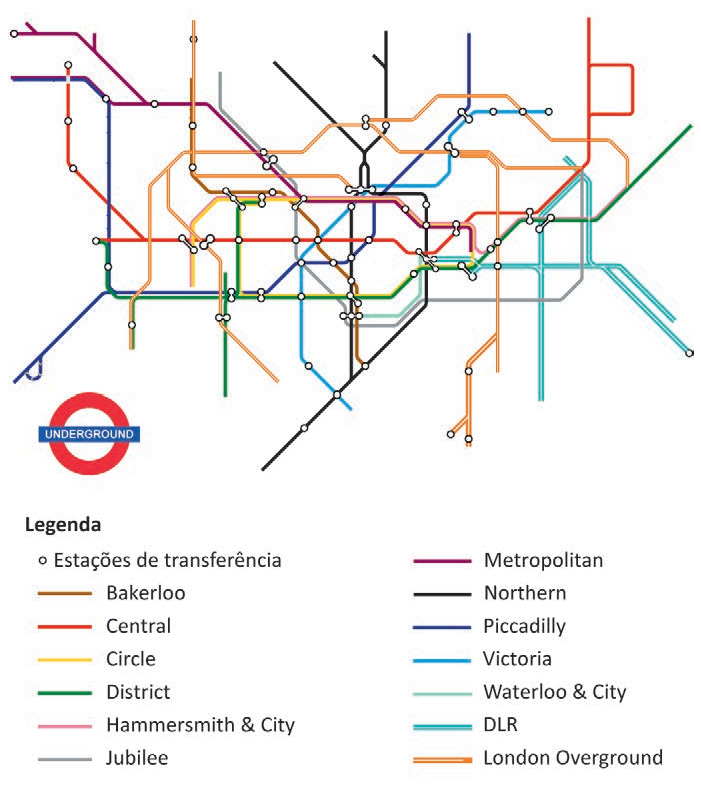 UNDERGROUND
Legenda
Estações de transferência
Bakerloo
Central
Circle
District
Hammersmith & City
Jubilee
Metropolitan
Northern
Piccadilly
Victoria
Waterloo & City
DLR
London Overground